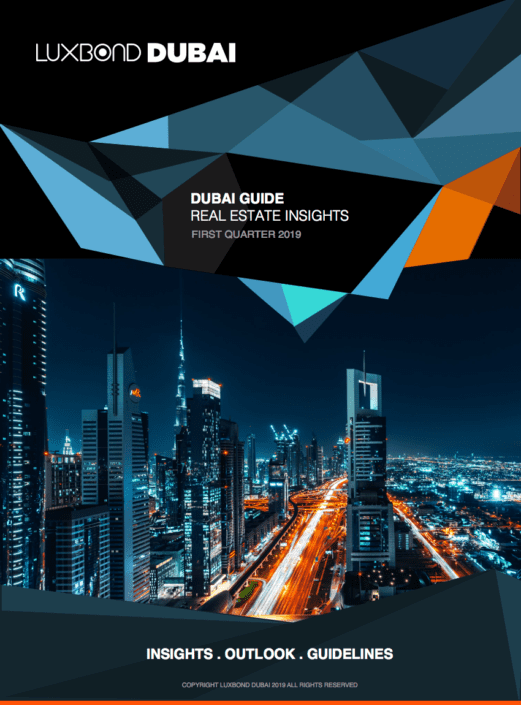 LUXBOND DUBAI
DUBAI GUIDE
REAL ESTATE INSIGHTS
FIRST QUARTER 2019
R
INSIGHTS . OUTLOOK . GUIDELINES
COPYRIGHT LUXBOND DUBAI 2019 ALL RIGHTS RESERVED